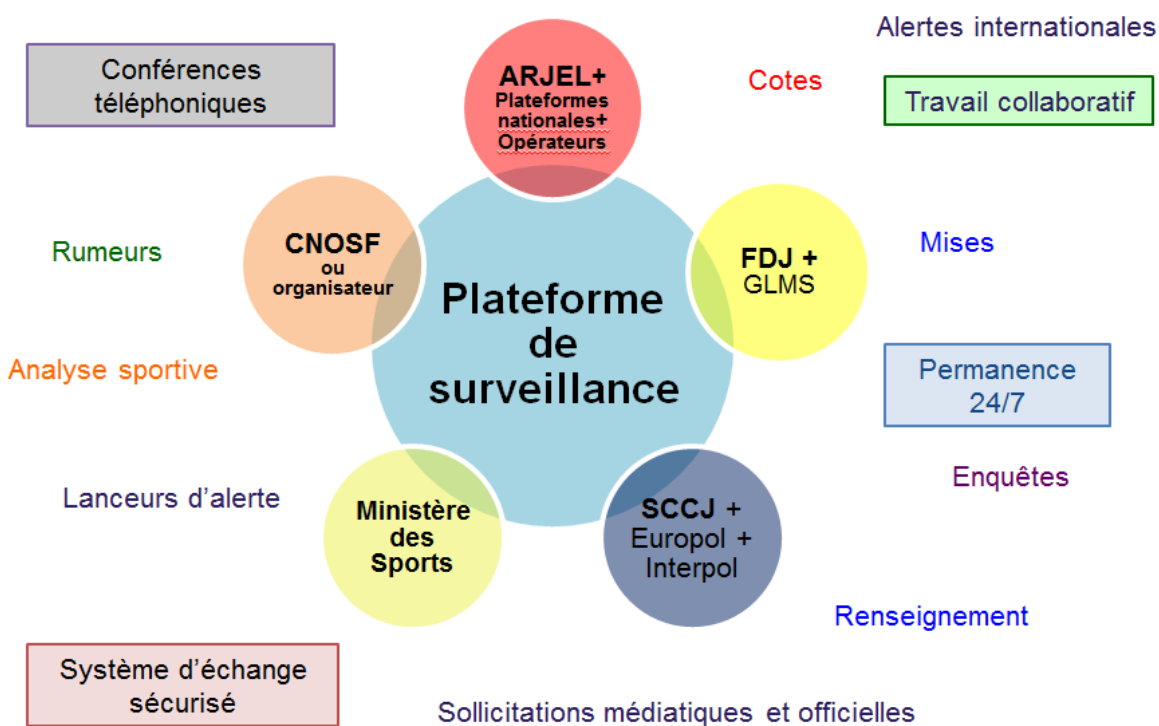 Alertes internationales
Conférences
téléphoniques
ARJEL+
Plateformes
nationales+
Opérateurs
Cotes
Travail collaboratif
Rumeurs
CNOSF
ou
organisateur
FDJ +
GLMS
Mises
Plateforme
de
surveillance
Analyse sportive
Permanence
24/7
Lanceurs d’alerte
Ministère
des
Sports
SCCJ +
Europol +
Interpol
Enquêtes
Renseignement
Système d’échange
sécurisé
Sollicitations médiatiques et officielles